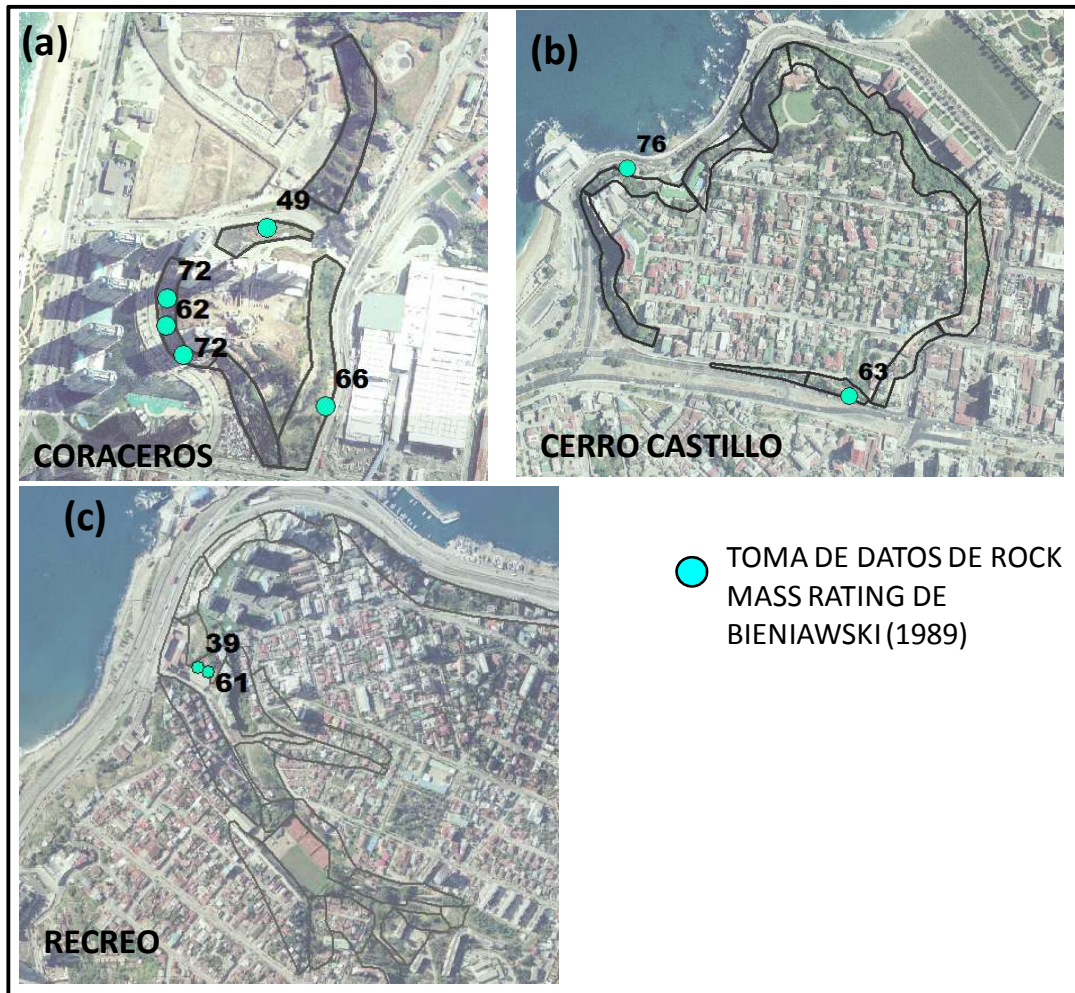 (a)
49
72
62
72
66
CORACEROS
(b)
76
63
CERRO CASTILLO
(c)
39
61
RECREO
TOMA DE DATOS DE ROCK
MASS RATING DE
BIENIAWSKI (1989)